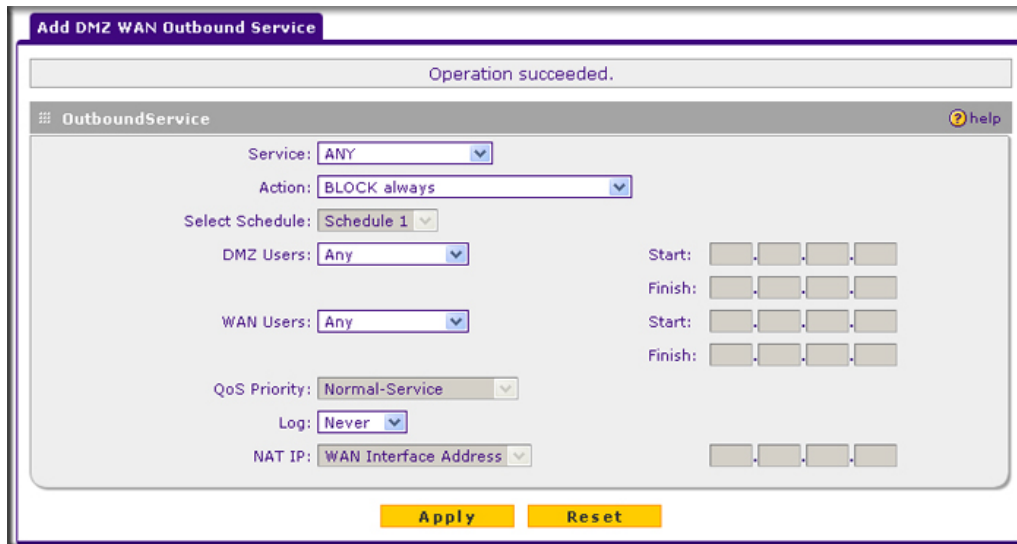 Add DMZ WAN Outbound Service
Operation succeeded.
OutboundService
help
Service: ANY
Action: BLOCK always
Select Schedule: Schedule 1
DMZ Users: Any Start:
Finish:
WAN Users: Any Start:
Finish:
QoS Priority: Normal-Service
Log: Never
NAT IP: WAN Interface Address
Apply Reset